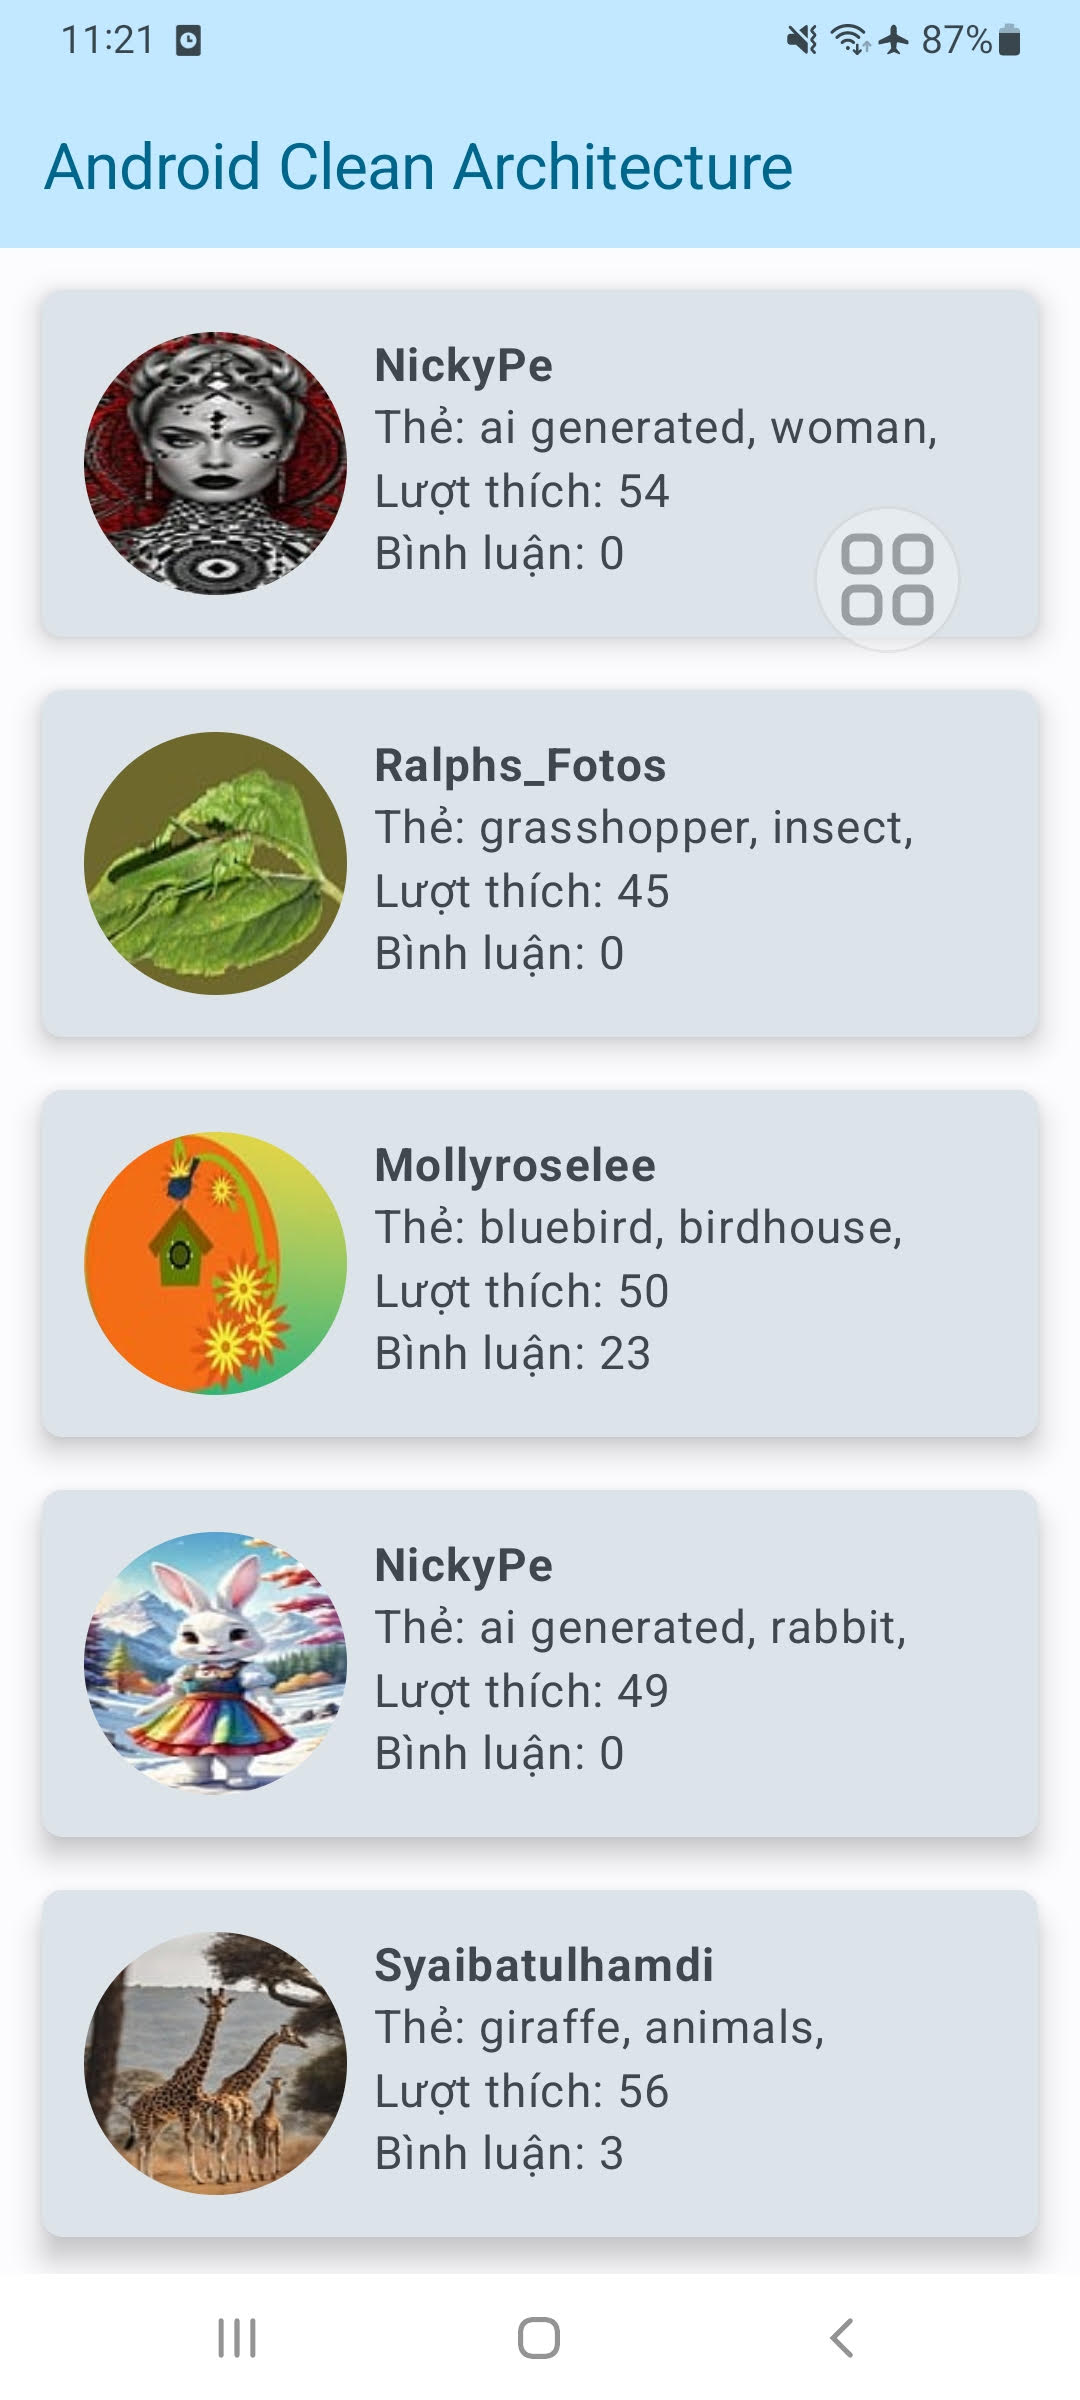 11:21
87%
Android Clean Architecture
NickyPe
Thẻ: ai generated, woman,
Lượt thích: 54
Bình luận: 0
Ralphs_Fotos
Thẻ: grasshopper, insect,
Lượt thích: 45
Bình luận: 0
Mollyroselee
Thẻ: bluebird, birdhouse,
Lượt thích: 50
Bình luận: 23
NickyPe
Thẻ: ai generated, rabbit,
Lượt thích: 49
Bình luận: 0
Syaibatulhamdi
Thẻ: giraffe, animals,
Lượt thích: 56
Bình luận: 3